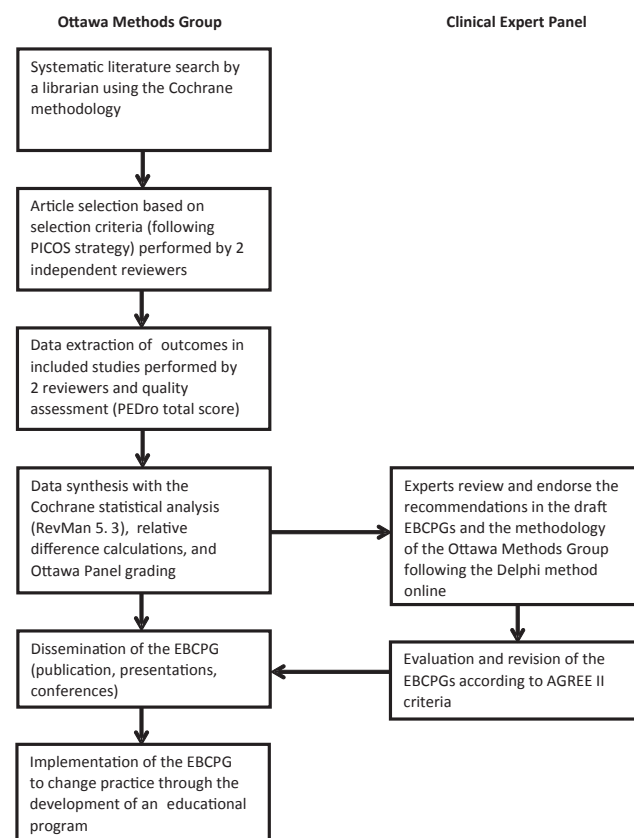 Ottawa Methods Group
Clinical Expert Panel
Systematic literature search by
a librarian using the Cochrane
methodology
Article selection based on
selection criteria (following
PICOS strategy) performed by 2
independent reviewers
Data extraction of outcomes in
included studies performed by
2 reviewers and quality
assessment (PEDro total score)
Data synthesis with the
Cochrane statistical analysis
(RevMan 5. 3), relative
difference calculations, and
Ottawa Panel grading
Experts review and endorse the
recommendations in the draft
EBCPGs and the methodology
of the Ottawa Methods Group
following the Delphi method
online
Dissemination of the EBCPG
(publication, presentations,
conferences)
Evaluation and revision of the
EBCPGs according to AGREE II
criteria
Implementation of the EBCPG
to change practice through the
development of an educational
program